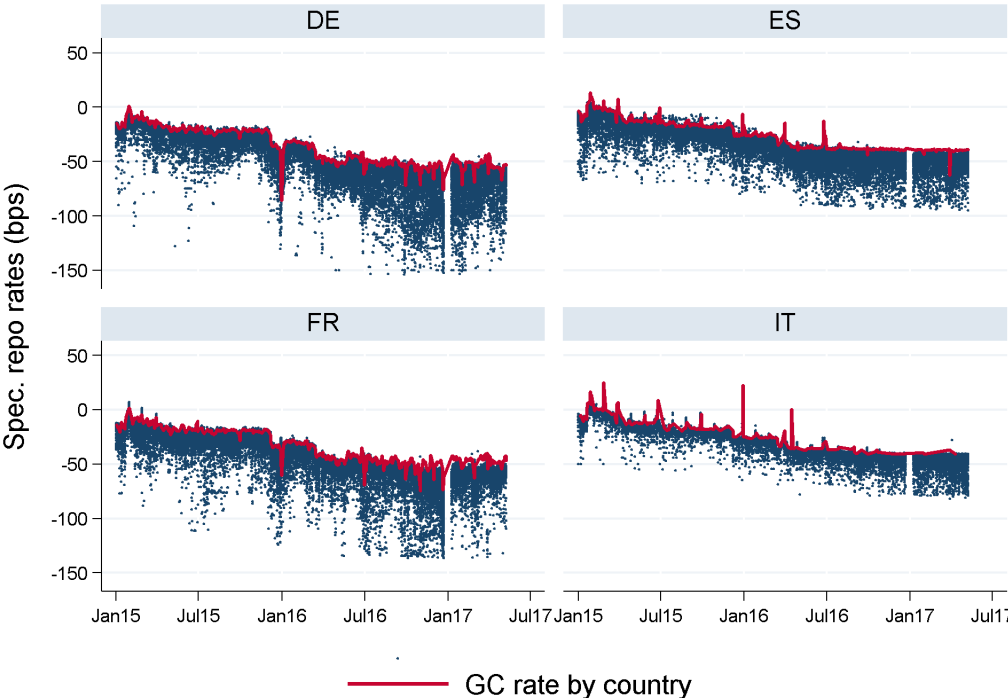 DE
ES
50
0
-50
-100
-150
FR
IT
50
0
-50
-100
-150
Spec. repo rates (bps)
Jan15 Jul15 Jan16 Jul16 Jan17 Jul17 Jan15 Jul15 Jan16 Jul16 Jan17 Jul17
GC rate by country